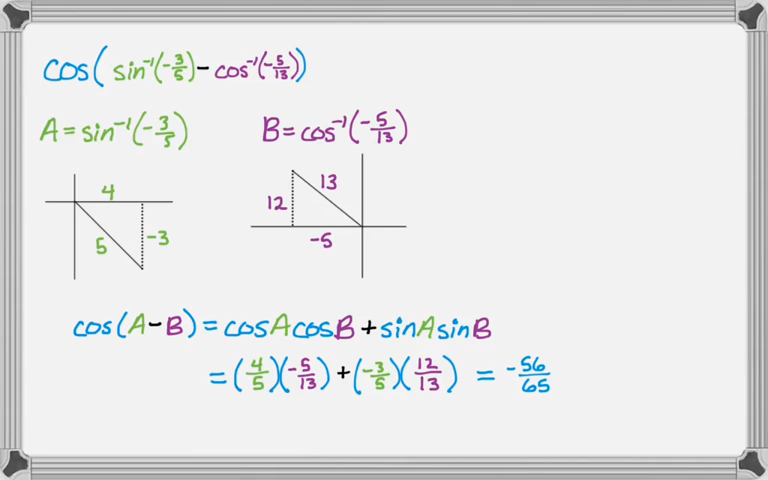 cos(sin⁻¹(-3/5) - cos⁻¹(-5/13))
A = sin⁻¹(-3/5)
B = cos⁻¹(-5/13)
4
5
-3
13
12
-5
cos(A-B) = cosAcosB + sinAsinB
= (4/5)(-5/13) + (-3/5)(12/13) = -56/65